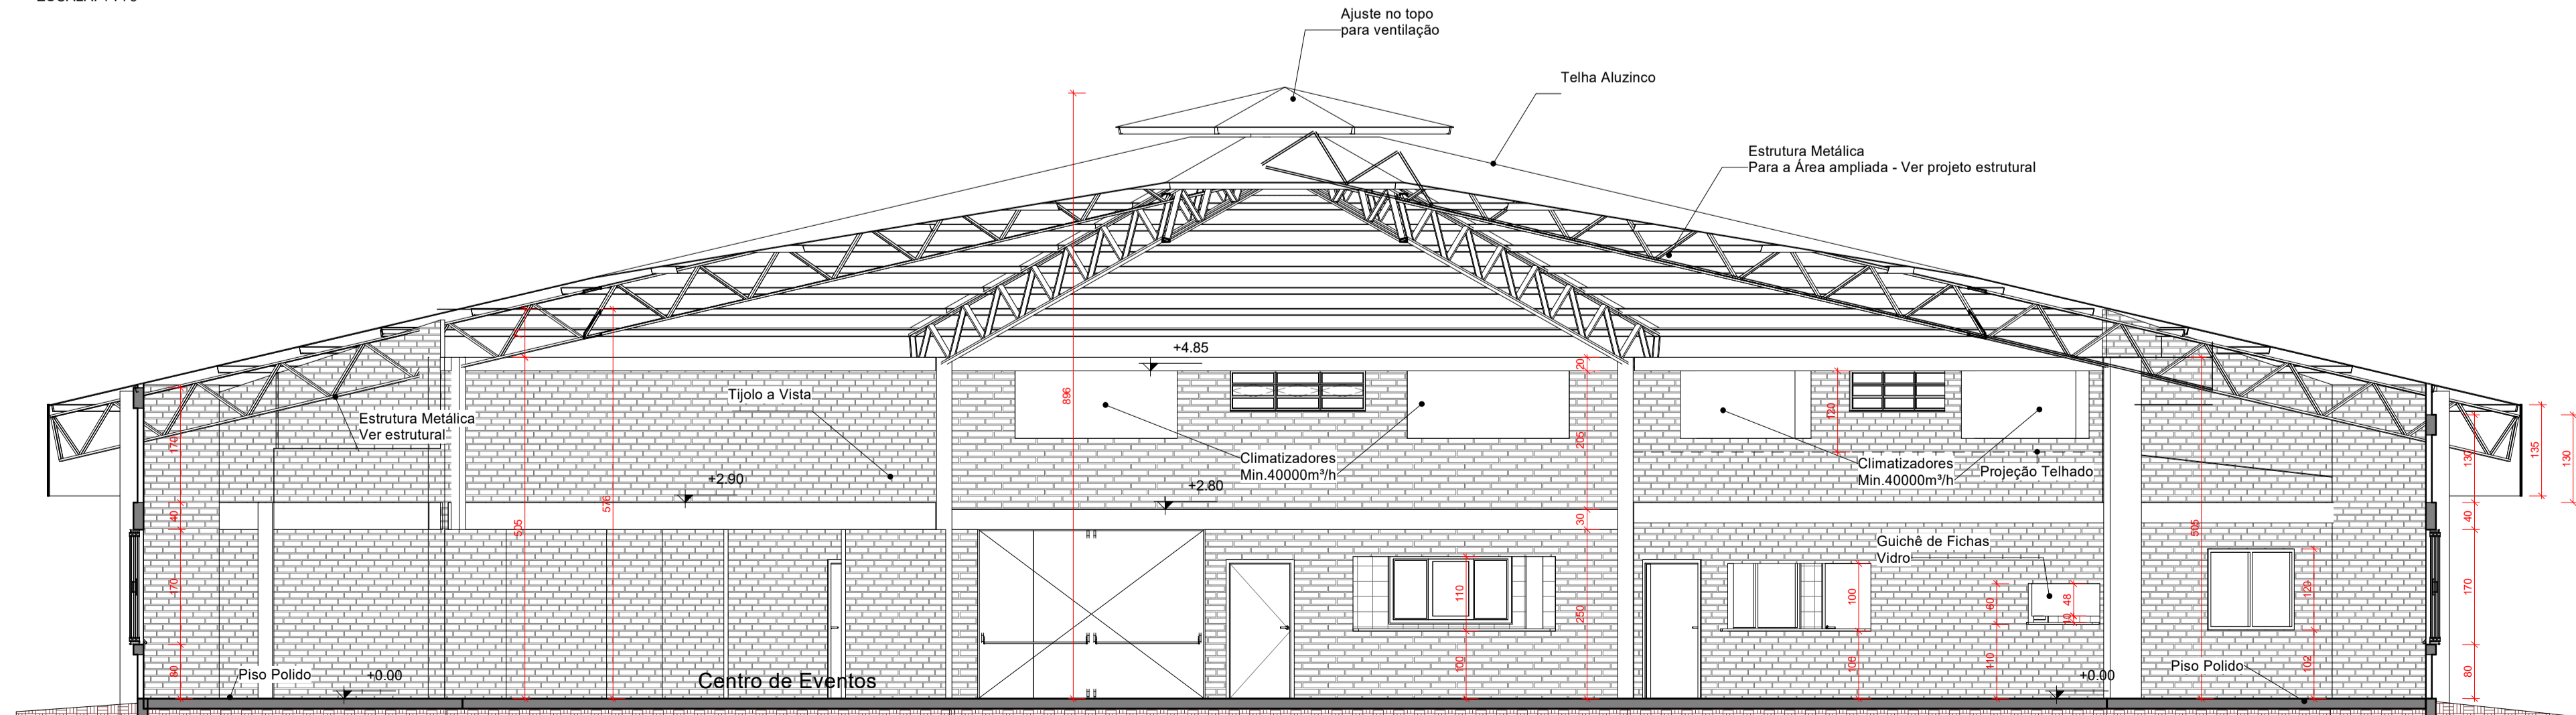 Ajuste no topo
para ventilação
Telha Aluzinco
Estrutura Metálica
Para a Área ampliada - Ver projeto estrutural
+4.85
20
896
Tijolo a Vista
120
Estrutura Metálica
Ver estrutural
170
205
130
135
130
Climatizadores
Min.40000m³/h
Climatizadores
Min.40000m³/h
Projeção Telhado
+2.90
+2.80
576
505
505
40
30
40
Guichê de Fichas
Vidro
170
110
100
60
48
10
120
170
250
80
100
110
102
80
Piso Polido
+0.00
Centro de Eventos
+0.00
Piso Polido